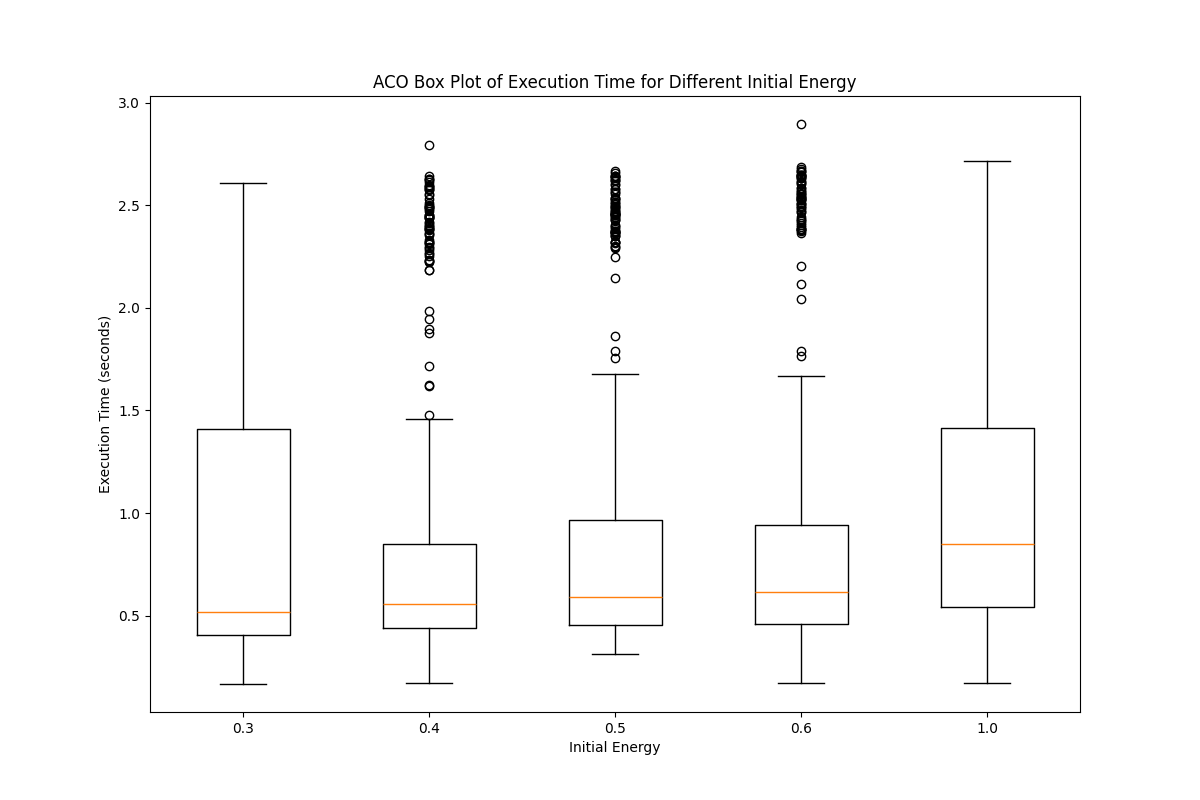 ACO Box Plot of Execution Time for Different Initial Energy
3.0
2.5
2.0
1.5
1.0
0.5
Execution Time (seconds)
0.3 0.4 0.5 0.6 1.0
Initial Energy